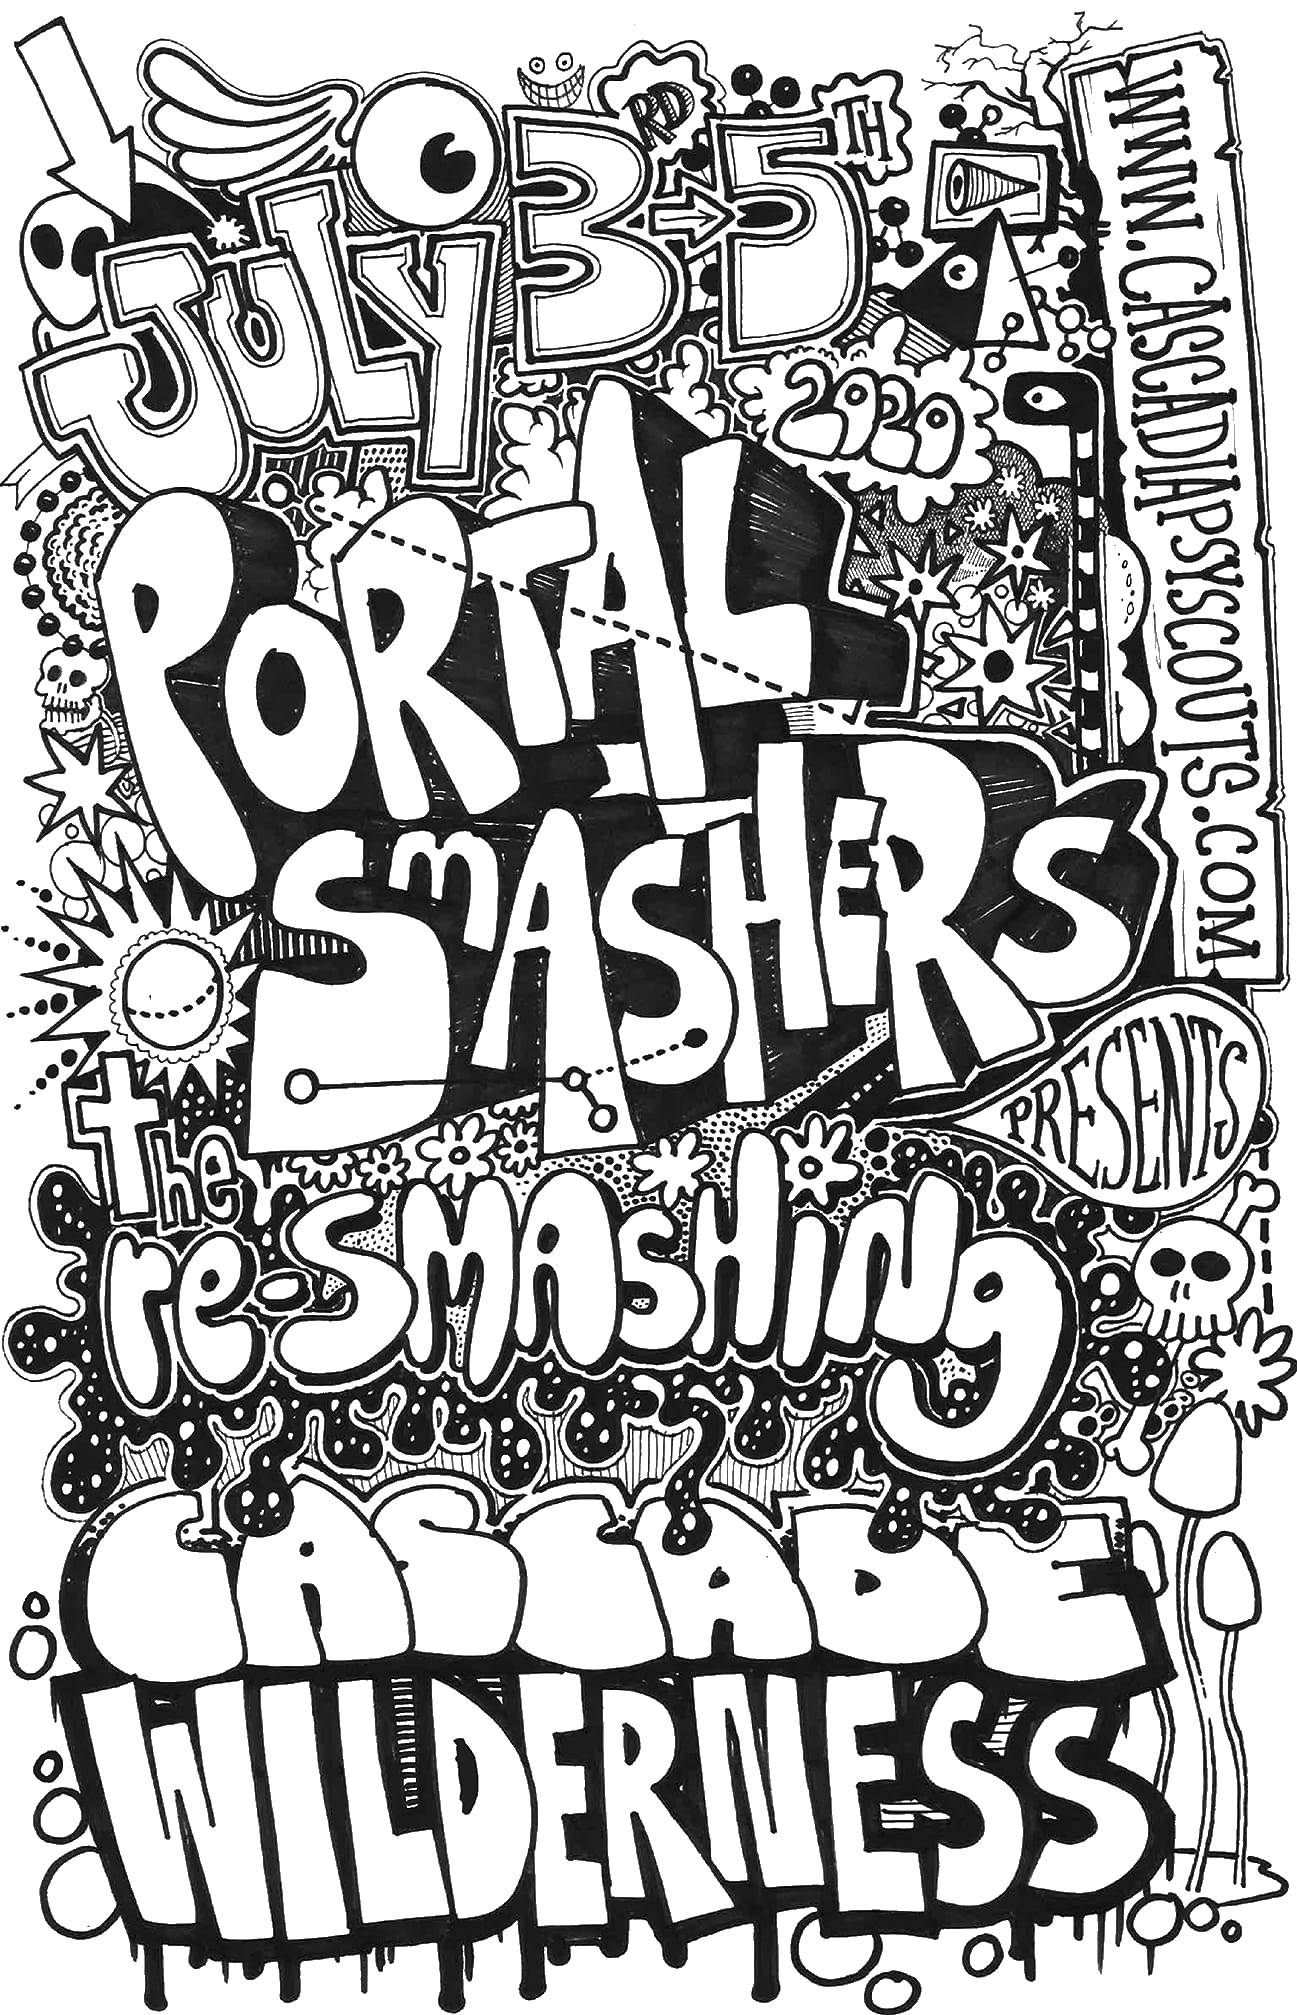 JULY 3RD → 5TH
2020
WWW.CASCADIAPSYSCOUTS.COM
PORTAL
SMASHERS
PRESENTS
the
re-SMASHING
CASCADE
WILDERNESS